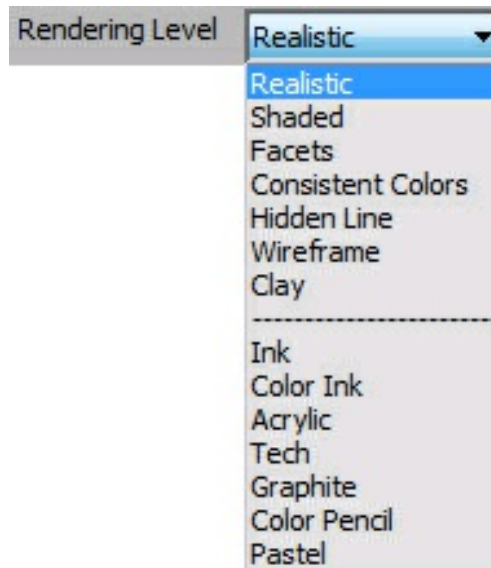 Rendering Level Realistic
Realistic
Shaded
Facets
Consistent Colors
Hidden Line
Wireframe
Clay
--------------------------
Ink
Color Ink
Acrylic
Tech
Graphite
Color Pencil
Pastel